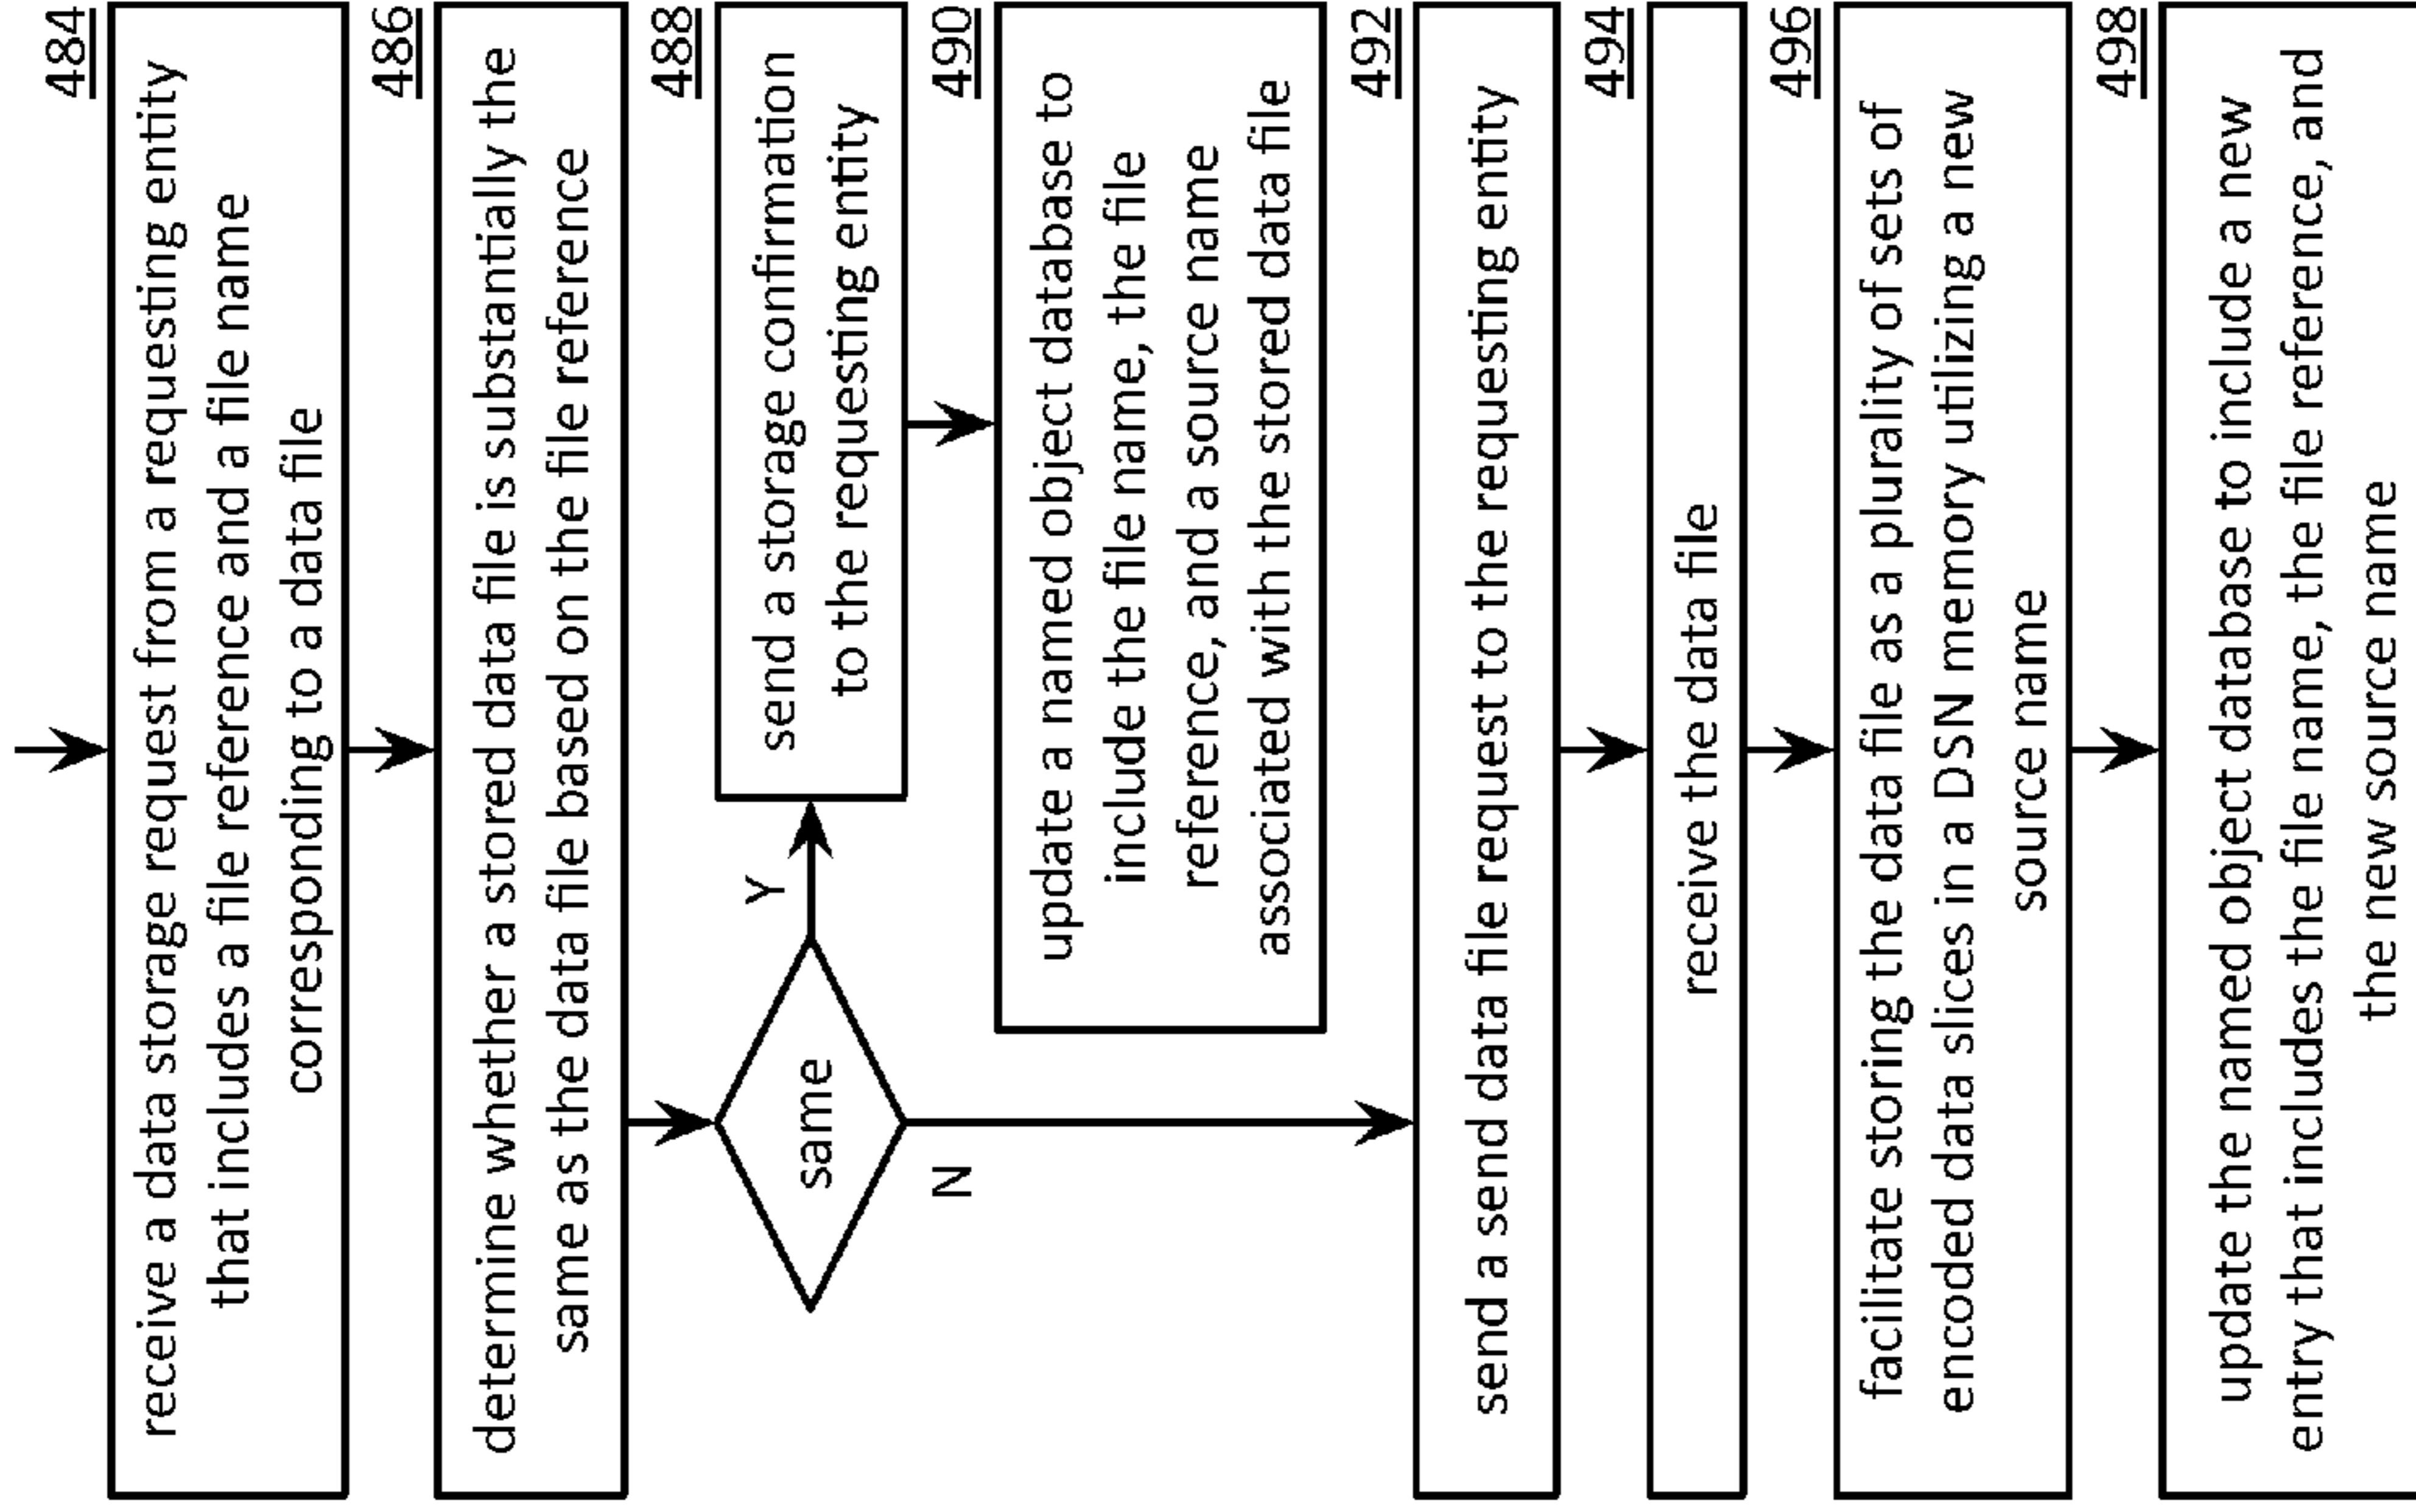 484
receive a data storage request from a requesting entity
that includes a file reference and a file name
corresponding to a data file
486
determine whether a stored data file is substantially the
same as the data file based on the file reference
same
Y
N
488
send a storage confirmation
to the requesting entity
490
update a named object database to
include the file name, the file
reference, and a source name
associated with the stored data file
492
send a send data file request to the requesting entity
494
receive the data file
496
facilitate storing the data file as a plurality of sets of
encoded data slices in a DSN memory utilizing a new
source name
498
update the named object database to include a new
entry that includes the file name, the file reference, and
the new source name